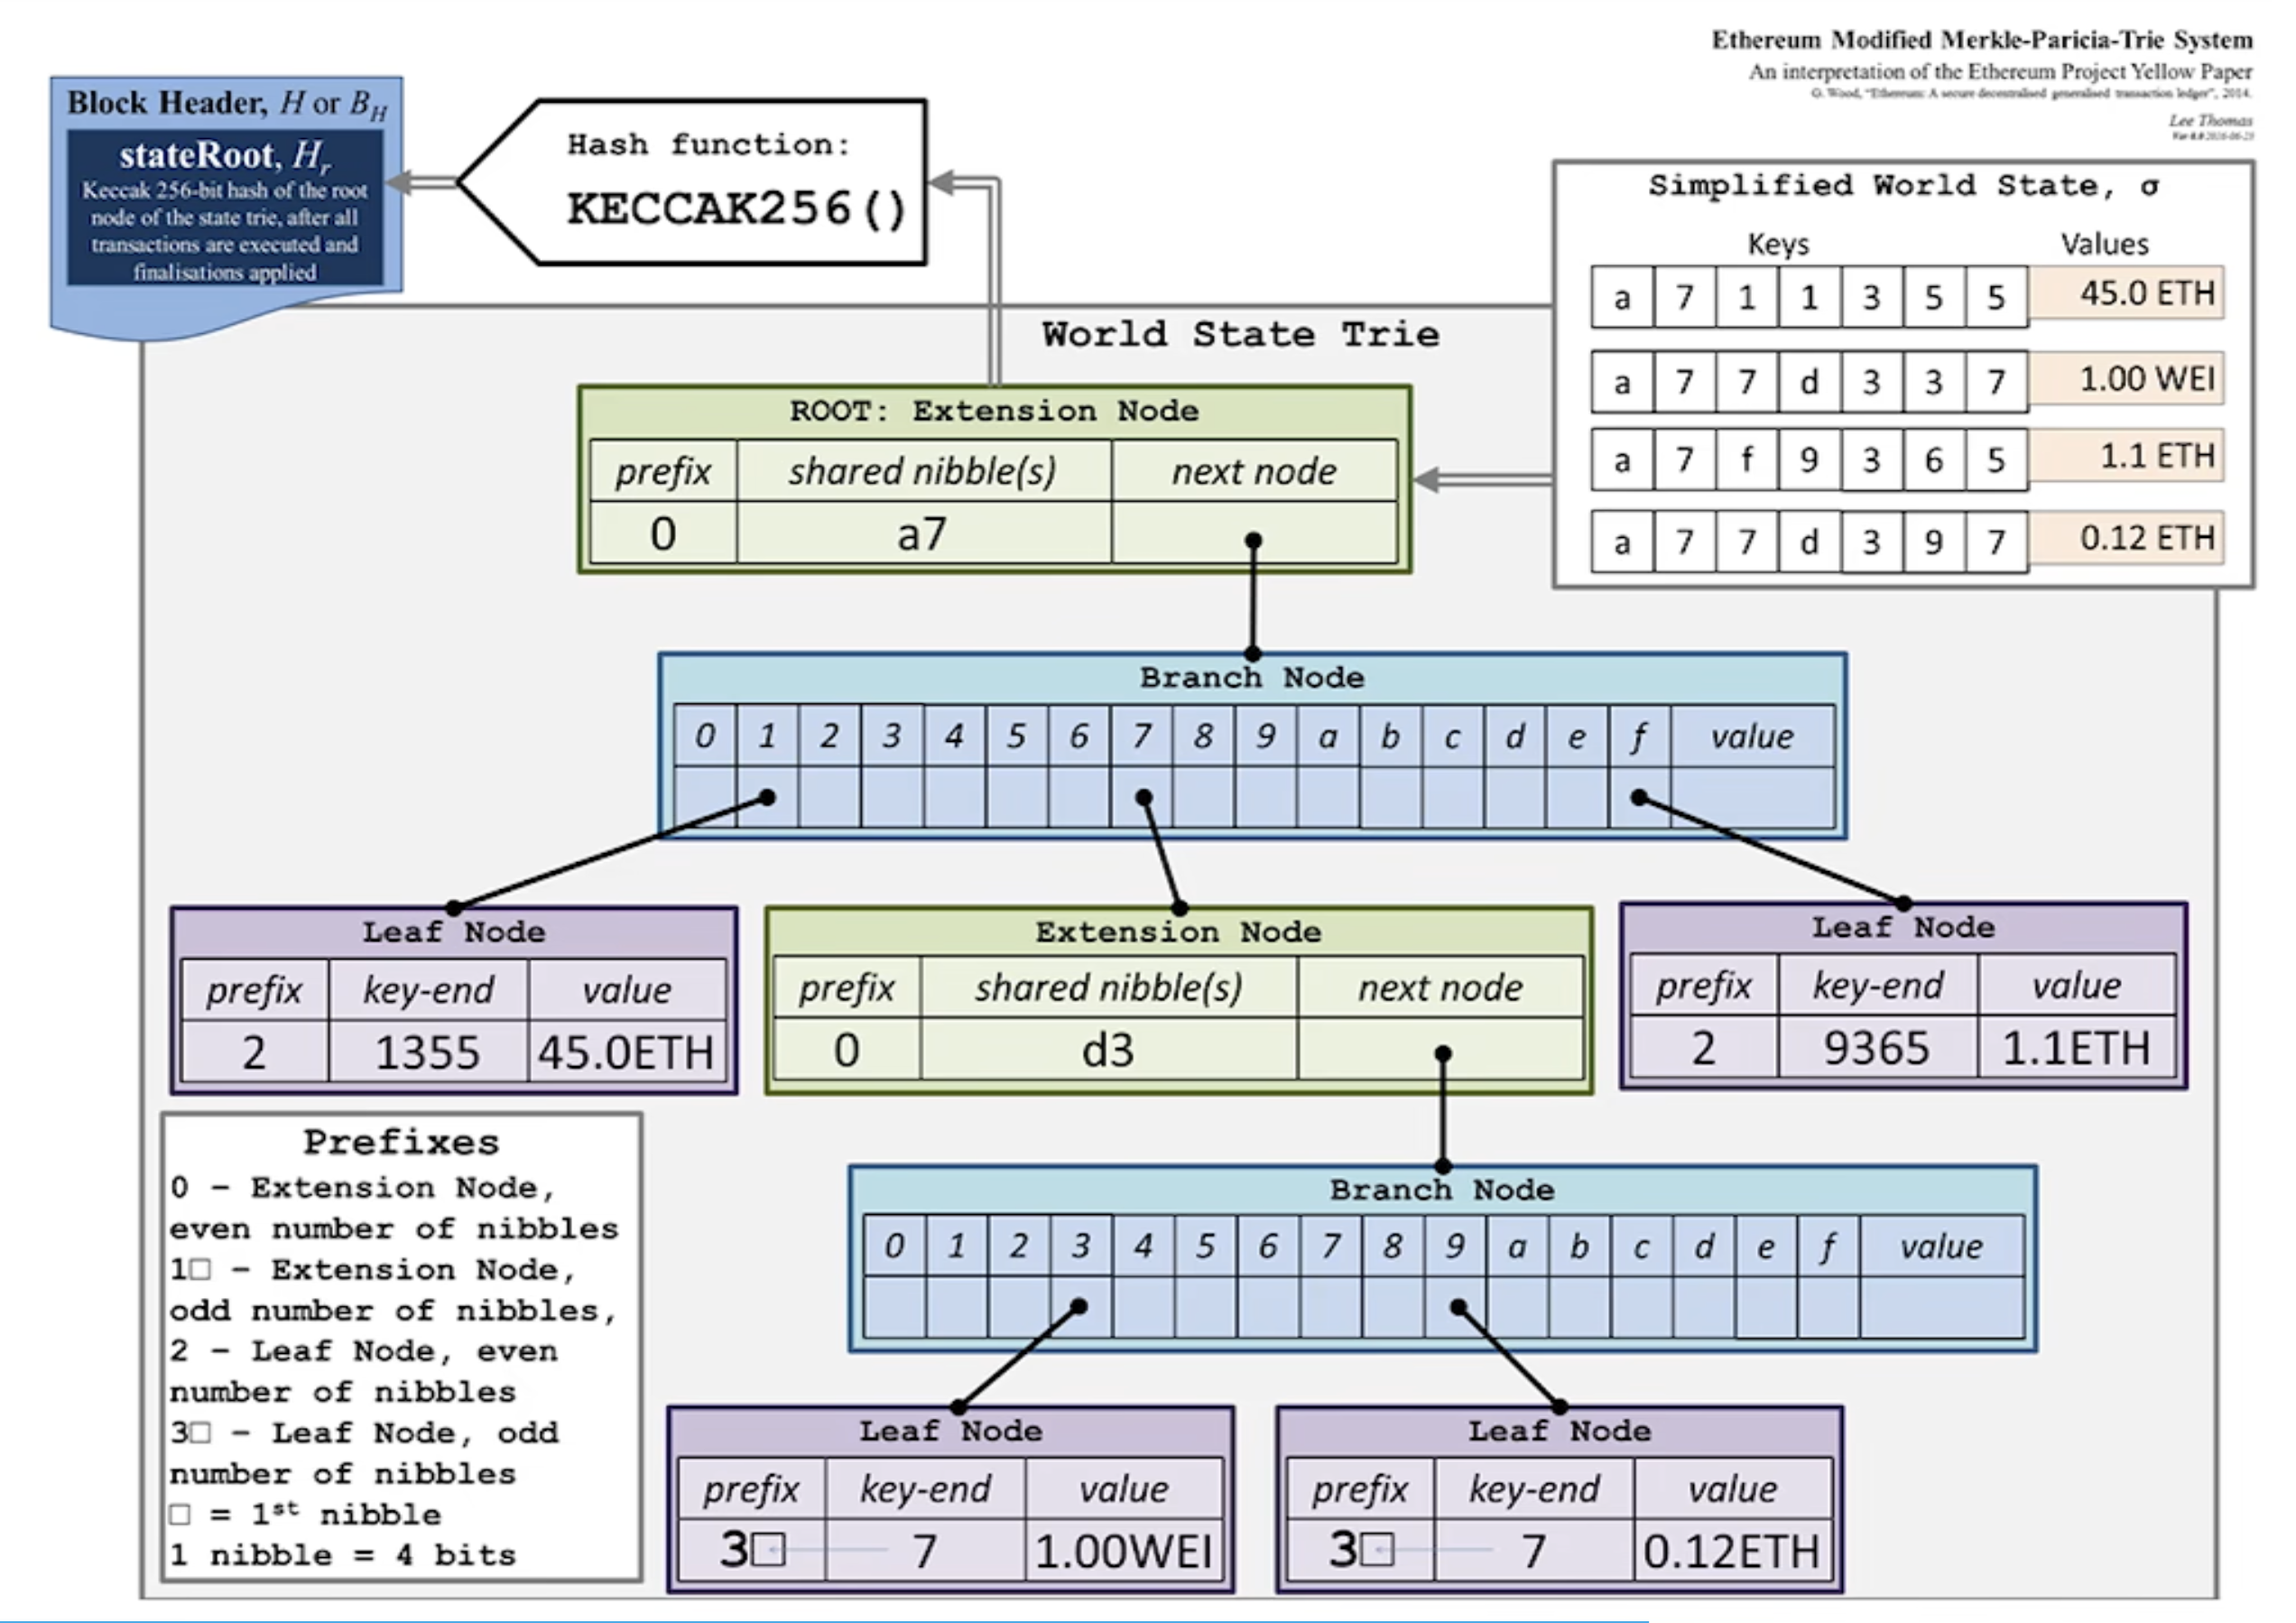 Ethereum Modified Merkle-Paricia-Trie System
An interpretation of the Ethereum Project Yellow Paper
G. Wood, "Ethereum: A secure decentralised generalised transaction ledger", 2014.
Lee Thomas
Block Header, H or B_H
stateRoot, H_r
Keccak 256-bit hash of the root
node of the state trie, after all
transactions are executed and
finalisations applied
Hash function:
KECCAK256()
Simplified World State, σ
Keys Values
a 7 1 1 3 5 5 45.0 ETH
a 7 7 d 3 3 7 1.00 WEI
a 7 f 9 3 6 5 1.1 ETH
a 7 7 d 3 9 7 0.12 ETH
World State Trie
ROOT: Extension Node
prefix shared nibble(s) next node
0 a7
Branch Node
0 1 2 3 4 5 6 7 8 9 a b c d e f value
Leaf Node
prefix key-end value
2 1355 45.0ETH
Extension Node
prefix shared nibble(s) next node
0 d3
Leaf Node
prefix key-end value
2 9365 1.1ETH
Prefixes
0 – Extension Node,
even number of nibbles
1□ – Extension Node,
odd number of nibbles,
2 – Leaf Node, even
number of nibbles
3□ – Leaf Node, odd
number of nibbles
□ = 1st nibble
1 nibble = 4 bits
Branch Node
0 1 2 3 4 5 6 7 8 9 a b c d e f value
Leaf Node
prefix key-end value
3□ 7 1.00WEI
Leaf Node
prefix key-end value
3□ 7 0.12ETH